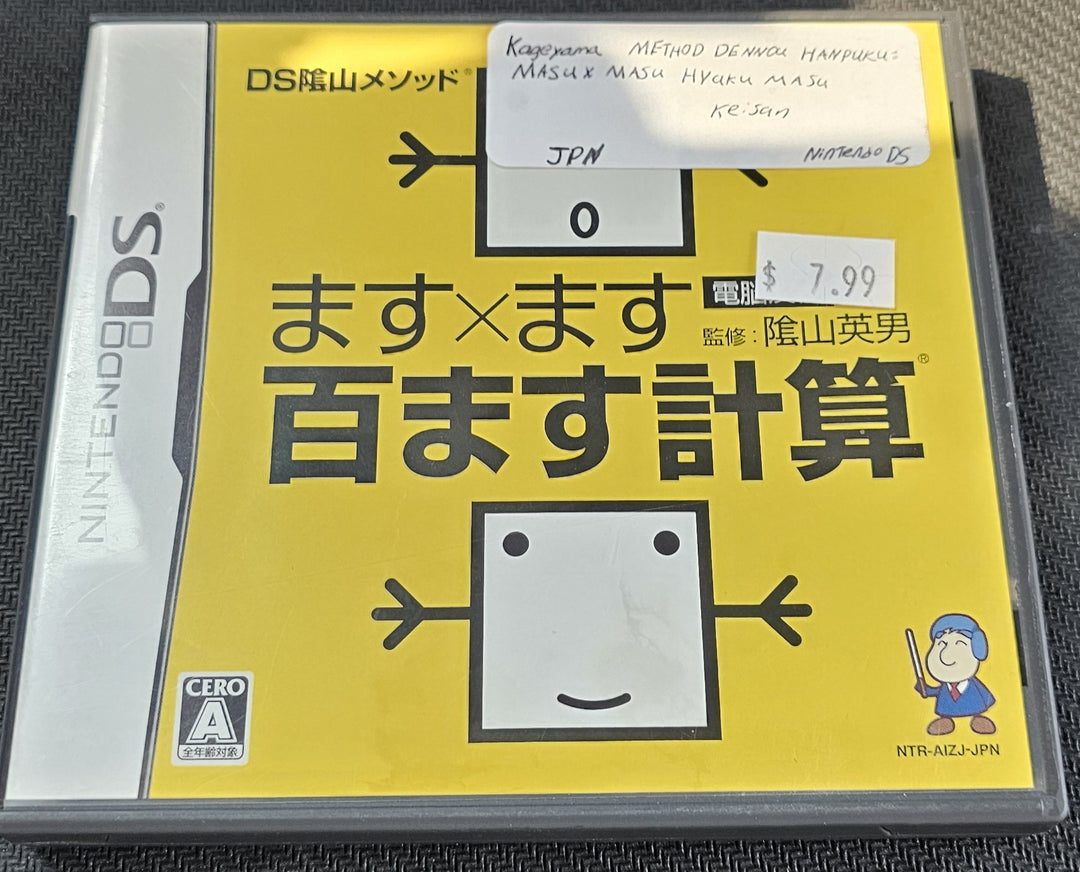 Kageyama METHOD DENNOU HANPUKU:
MASU X MASU HYAKU MASU
Keisan
JPN Nintendo DS
DS陰山メソッド®
0
$ 7.99
ます×ます
電脳
監修:陰山英男
百ます計算®
NINTENDO DS®
CERO
A
全年齢対象
NTR-AIZJ-JPN